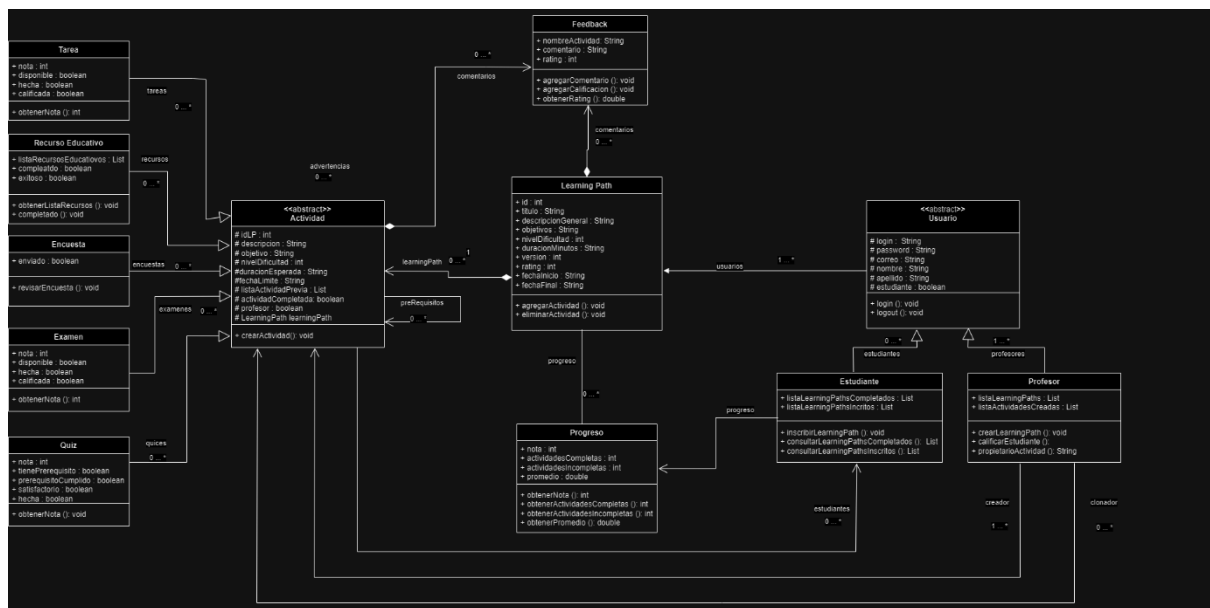 Feedback
+ nombreActividad: String
+ comentario : String
+ rating : int
+ agregarComentario (): void
+ agregarCalificacion (): void
+ obtenerRating (): double
Tarea
+ nota : int
+ disponible : boolean
+ hecha : boolean
+ calificada : boolean
+ obtenerNota (): int
tareas
0 ... *
0 ... *
comentarios
comentarios
0 ... *
Recurso Educativo
+ listaRecursosEducatiovos : List
+ compleatdo : boolean
+ exitoso : boolean
+ obtenerListaRecursos (): void
+ completado (): void
recursos
0 ... *
advertencias
0 ... *
<<abstract>>
Actividad
# idLP : int
# descripcion : String
# objetivo : String
# nivelDificultad : int
#duracionEsperada : String
#fechaLimite : String
# listaActividadPrevia : List
# actividadCompletada: boolean
# profesor : boolean
# LearningPath learningPath
+ crearActividad(): void
Learning Path
+ id : int
+ titulo : String
+ descripcionGeneral : String
+ objetivos : String
+ nivelDificultad : int
+ duracionMinutos : String
+ version : int
+ rating : int
+ fechaInicio : String
+ fechaFinal : String
+ agregarActividad (): void
+ eliminarActividad (): void
<<abstract>>
Usuario
# login : String
# password : String
# correo : String
# nombre : String
# apellido : String
# estudiante : boolean
+ login (): void
+ logout (): void
Encuesta
+ enviado : boolean
+ revisarEncuesta (): void
encuestas
0 ... *
1
learningPath
0 ... *
usuarios
1 ... *
preRequisitos
0 ... *
examenes
0 ... *
Examen
+ nota : int
+ disponible : boolean
+ hecha : boolean
+ calificada : boolean
+ obtenerNota (): int
progreso
0 ... *
0 ... *
estudiantes
1 ... *
profesores
Estudiante
+ listaLearningPathsCompletados : List
+ listaLearningPathsIncritos : List
+ inscribirLearningPath (): void
+ consultarLearningPathsCompletados (): List
+ consultarLearningPathsInscritos (): List
Profesor
+ listaLearningPaths : List
+ listaActividadesCreadas : List
+ crearLearningPath (): void
+ calificarEstudiante ():
+ propietarioActividad (): String
progreso
Progreso
+ nota : int
+ actividadesCompletas : int
+ actividadesIncompletas : int
+ promedio : double
+ obtenerNota (): int
+ obtenerActividadesCompletas (): int
+ obtenerActividadesIncompletas (): int
+ obtenerPromedio (): double
Quiz
+ nota : int
+ tienePrerequisito : boolean
+ prerequisitoCumplido : boolean
+ satisfactorio : boolean
+ hecha : boolean
+ obtenerNota (): void
quices
0 ... *
estudiantes
0 ... *
creador
1 ... *
clonador
0 ... *